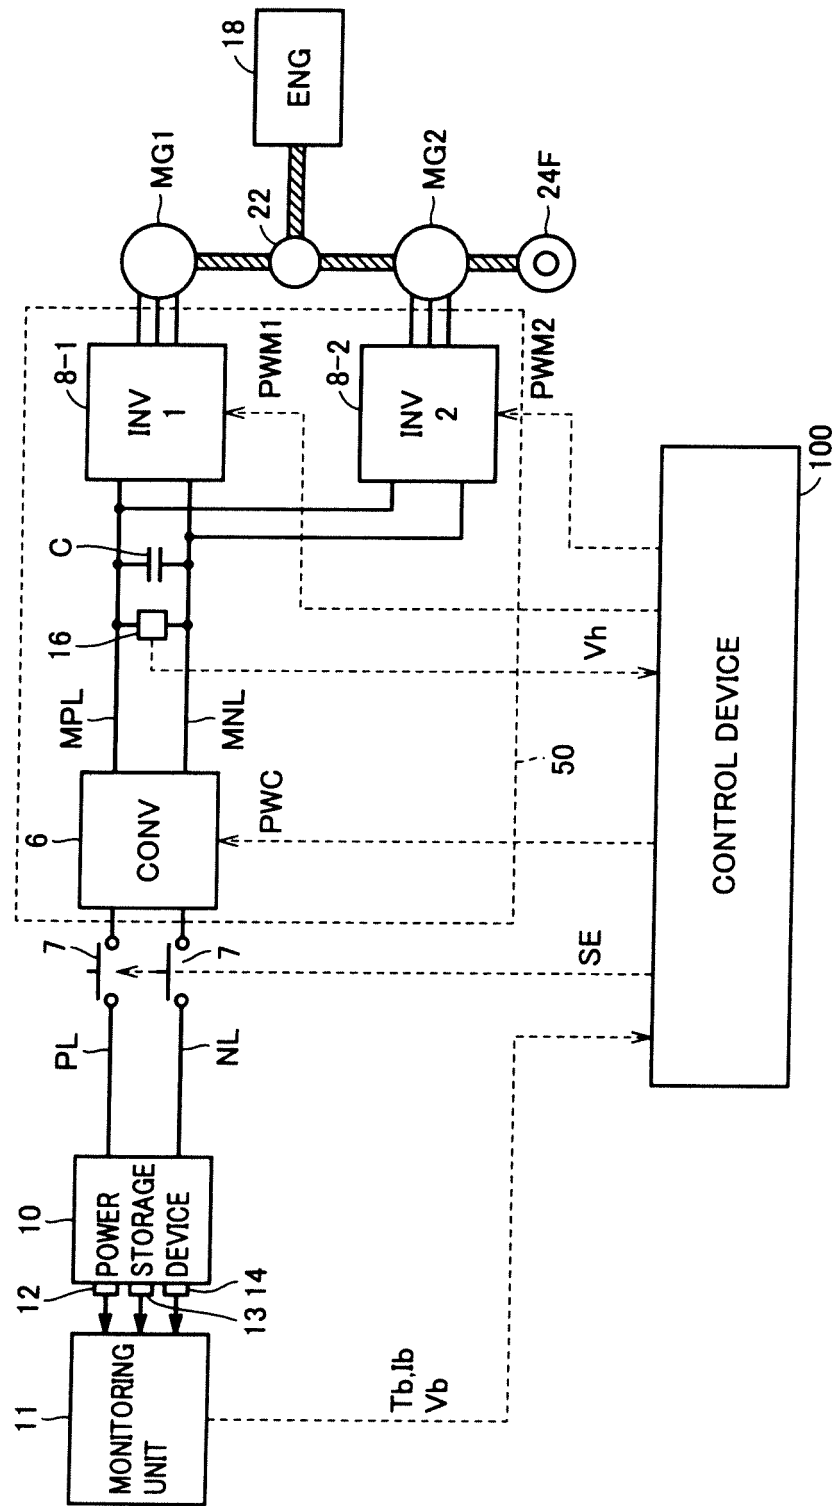 18
ENG
MG1
22
MG2
24F
8-1
INV
1
PWM1
8-2
INV
2
PWM2
C
16
MPL
MNL
Vh
6
CONV
PWC
50
7
7
SE
PL
NL
10
POWER
STORAGE
DEVICE
12
13
14
11
MONITORING
UNIT
Tb,Ib
Vb
CONTROL DEVICE
100